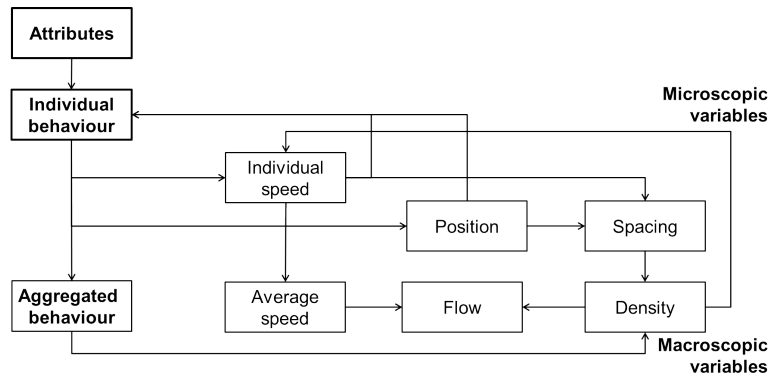 Attributes
Individual
behaviour
Microscopic
variables
Individual
speed
Position
Spacing
Aggregated
behaviour
Average
speed
Flow
Density
Macroscopic
variables